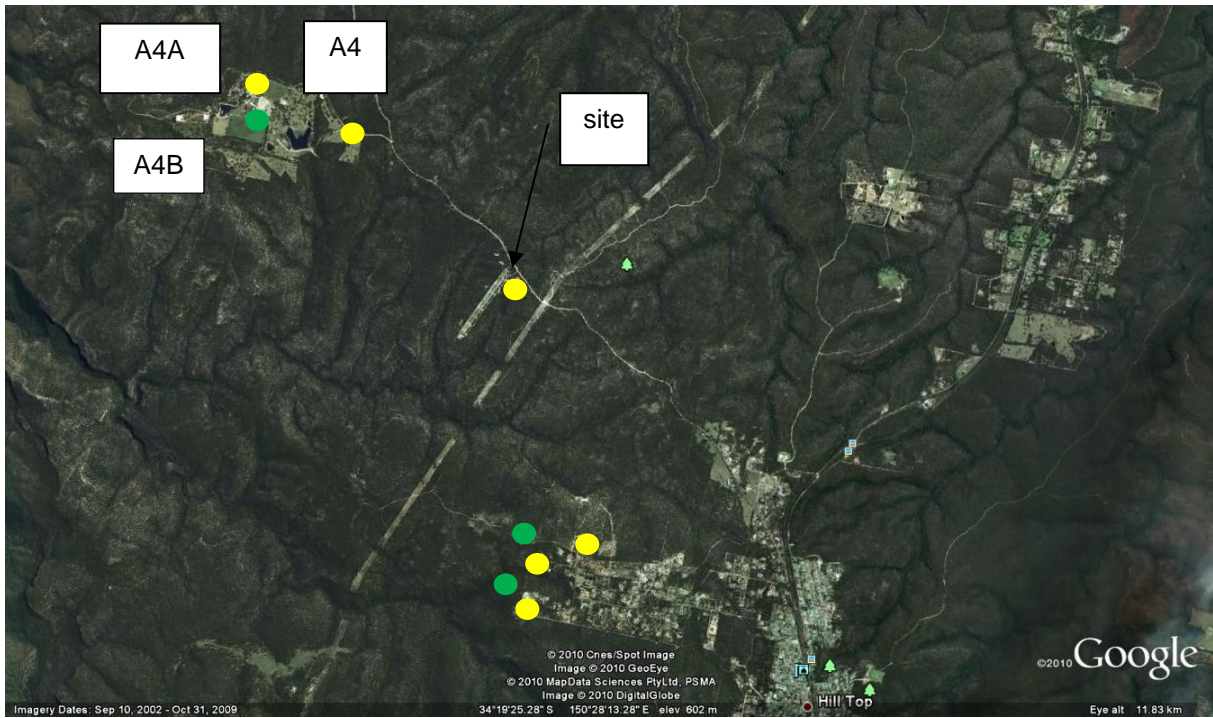 A4A
A4
site
A4B
© 2010 Cnes/Spot Image
Image © 2010 GeoEye
© 2010 MapData Sciences PtyLtd, PSMA
Image © 2010 DigitalGlobe
©2010 Google
Hill Top
Imagery Dates: Sep 10, 2002 - Oct 31, 2009
34°19'25.28" S 150°28'13.28" E elev 602 m
Eye alt 11.83 km